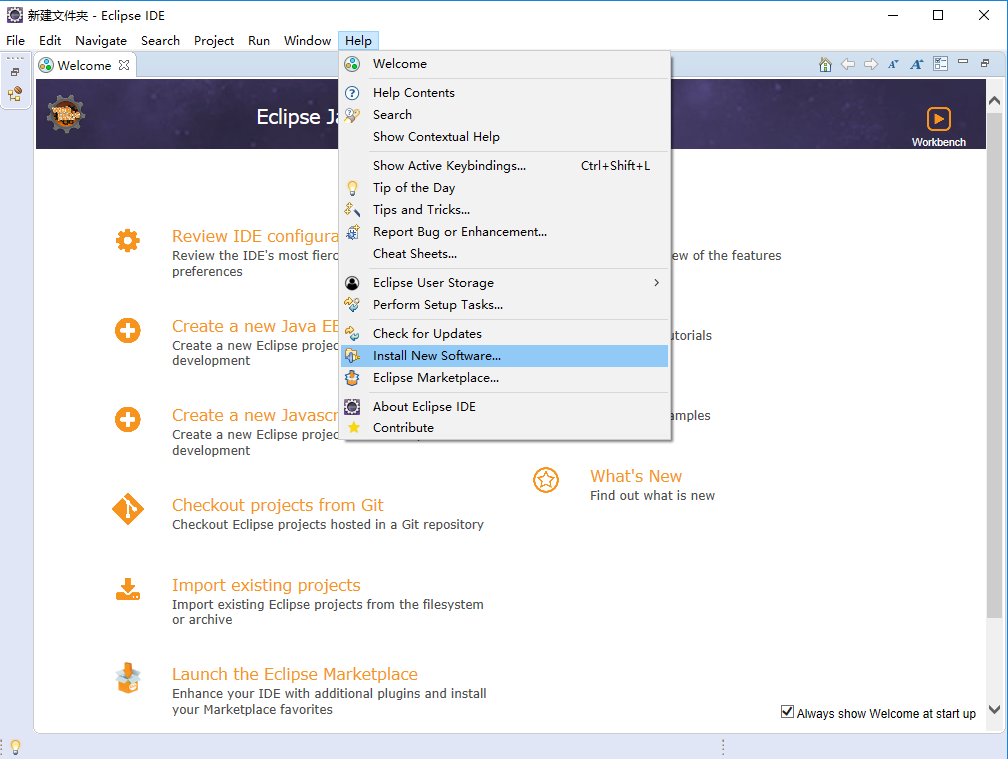 新建文件夹 - Eclipse IDE
File Edit Navigate Search Project Run Window Help
Welcome
Eclipse Ja
Workbench
Welcome
Help Contents
Search
Show Contextual Help
Show Active Keybindings... Ctrl+Shift+L
Tip of the Day
Tips and Tricks...
Report Bug or Enhancement...
Cheat Sheets...
Eclipse User Storage
Perform Setup Tasks...
Check for Updates
Install New Software...
Eclipse Marketplace...
About Eclipse IDE
Contribute
Review IDE configura
Review the IDE's most fierc
preferences
Create a new Java EE
Create a new Eclipse projec
development
Create a new Javascr
Create a new Eclipse projec
development
Checkout projects from Git
Checkout Eclipse projects hosted in a Git repository
Import existing projects
Import existing Eclipse projects from the filesystem
or archive
Launch the Eclipse Marketplace
Enhance your IDE with additional plugins and install
your Marketplace favorites
ew of the features
utorials
amples
What's New
Find out what is new
Always show Welcome at start up